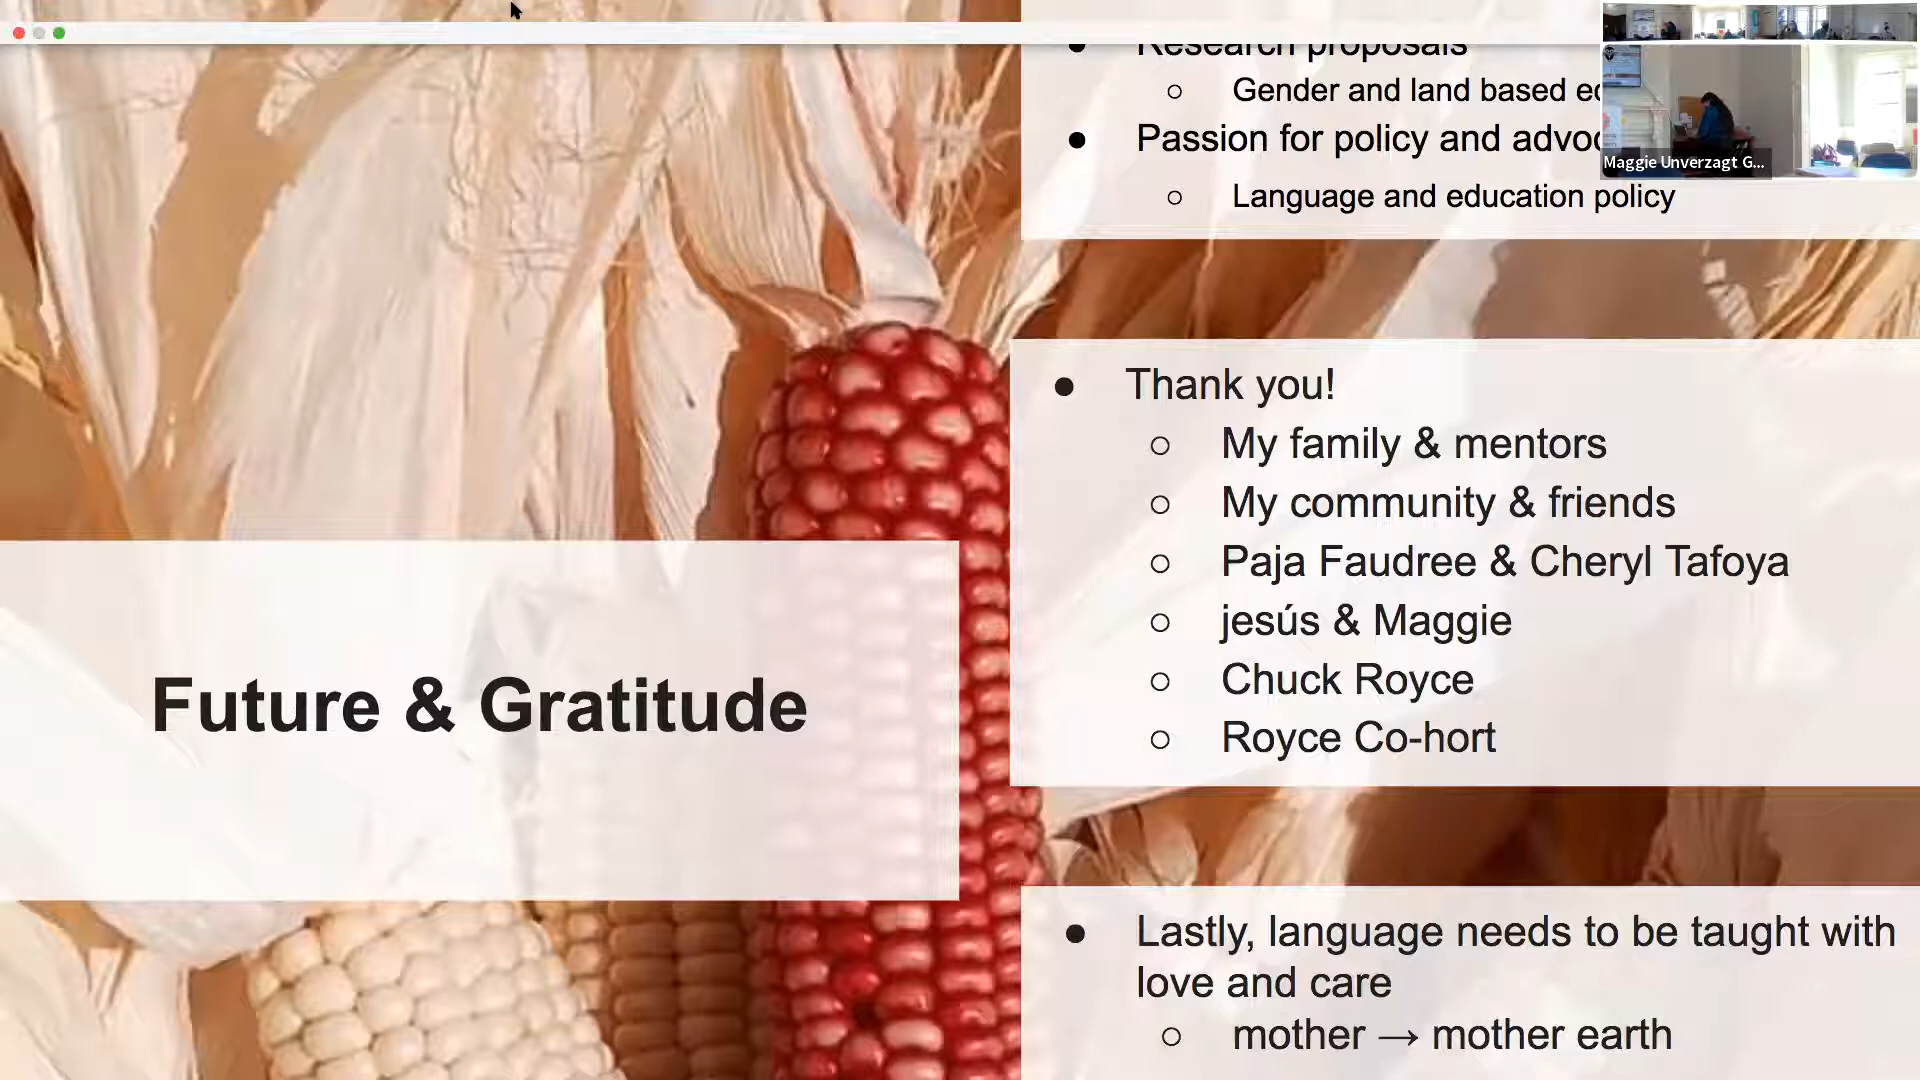 Research proposals
Gender and land based
Passion for policy and
Language and education policy
Maggie Unverzagt G...
Thank you!
My family & mentors
My community & friends
Paja Faudree & Cheryl Tafoya
jesús & Maggie
Chuck Royce
Royce Co-hort
Future & Gratitude
Lastly, language needs to be taught with
love and care
mother → mother earth